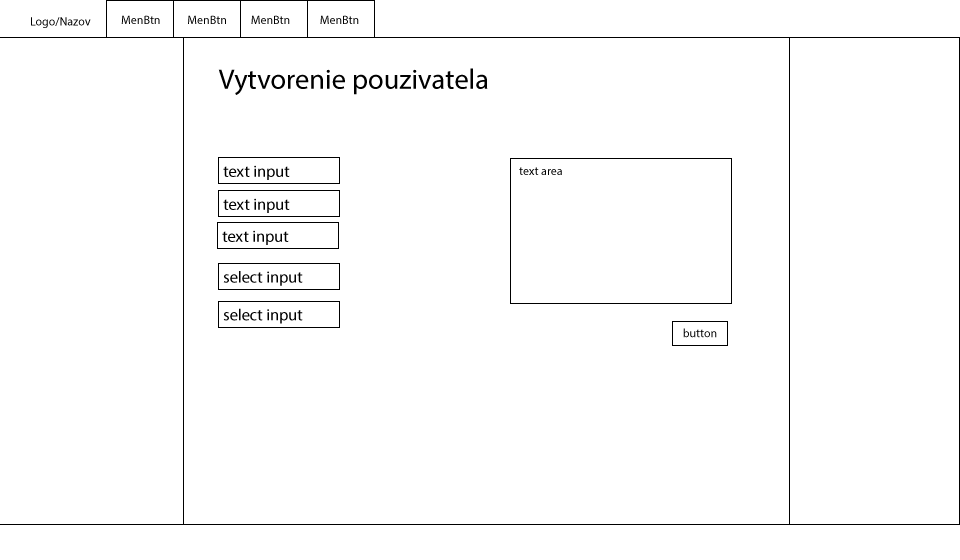 Logo/Nazov
MenBtn
MenBtn
MenBtn
MenBtn
Vytvorenie pouzivatela
text input
text input
text input
select input
select input
text area
button